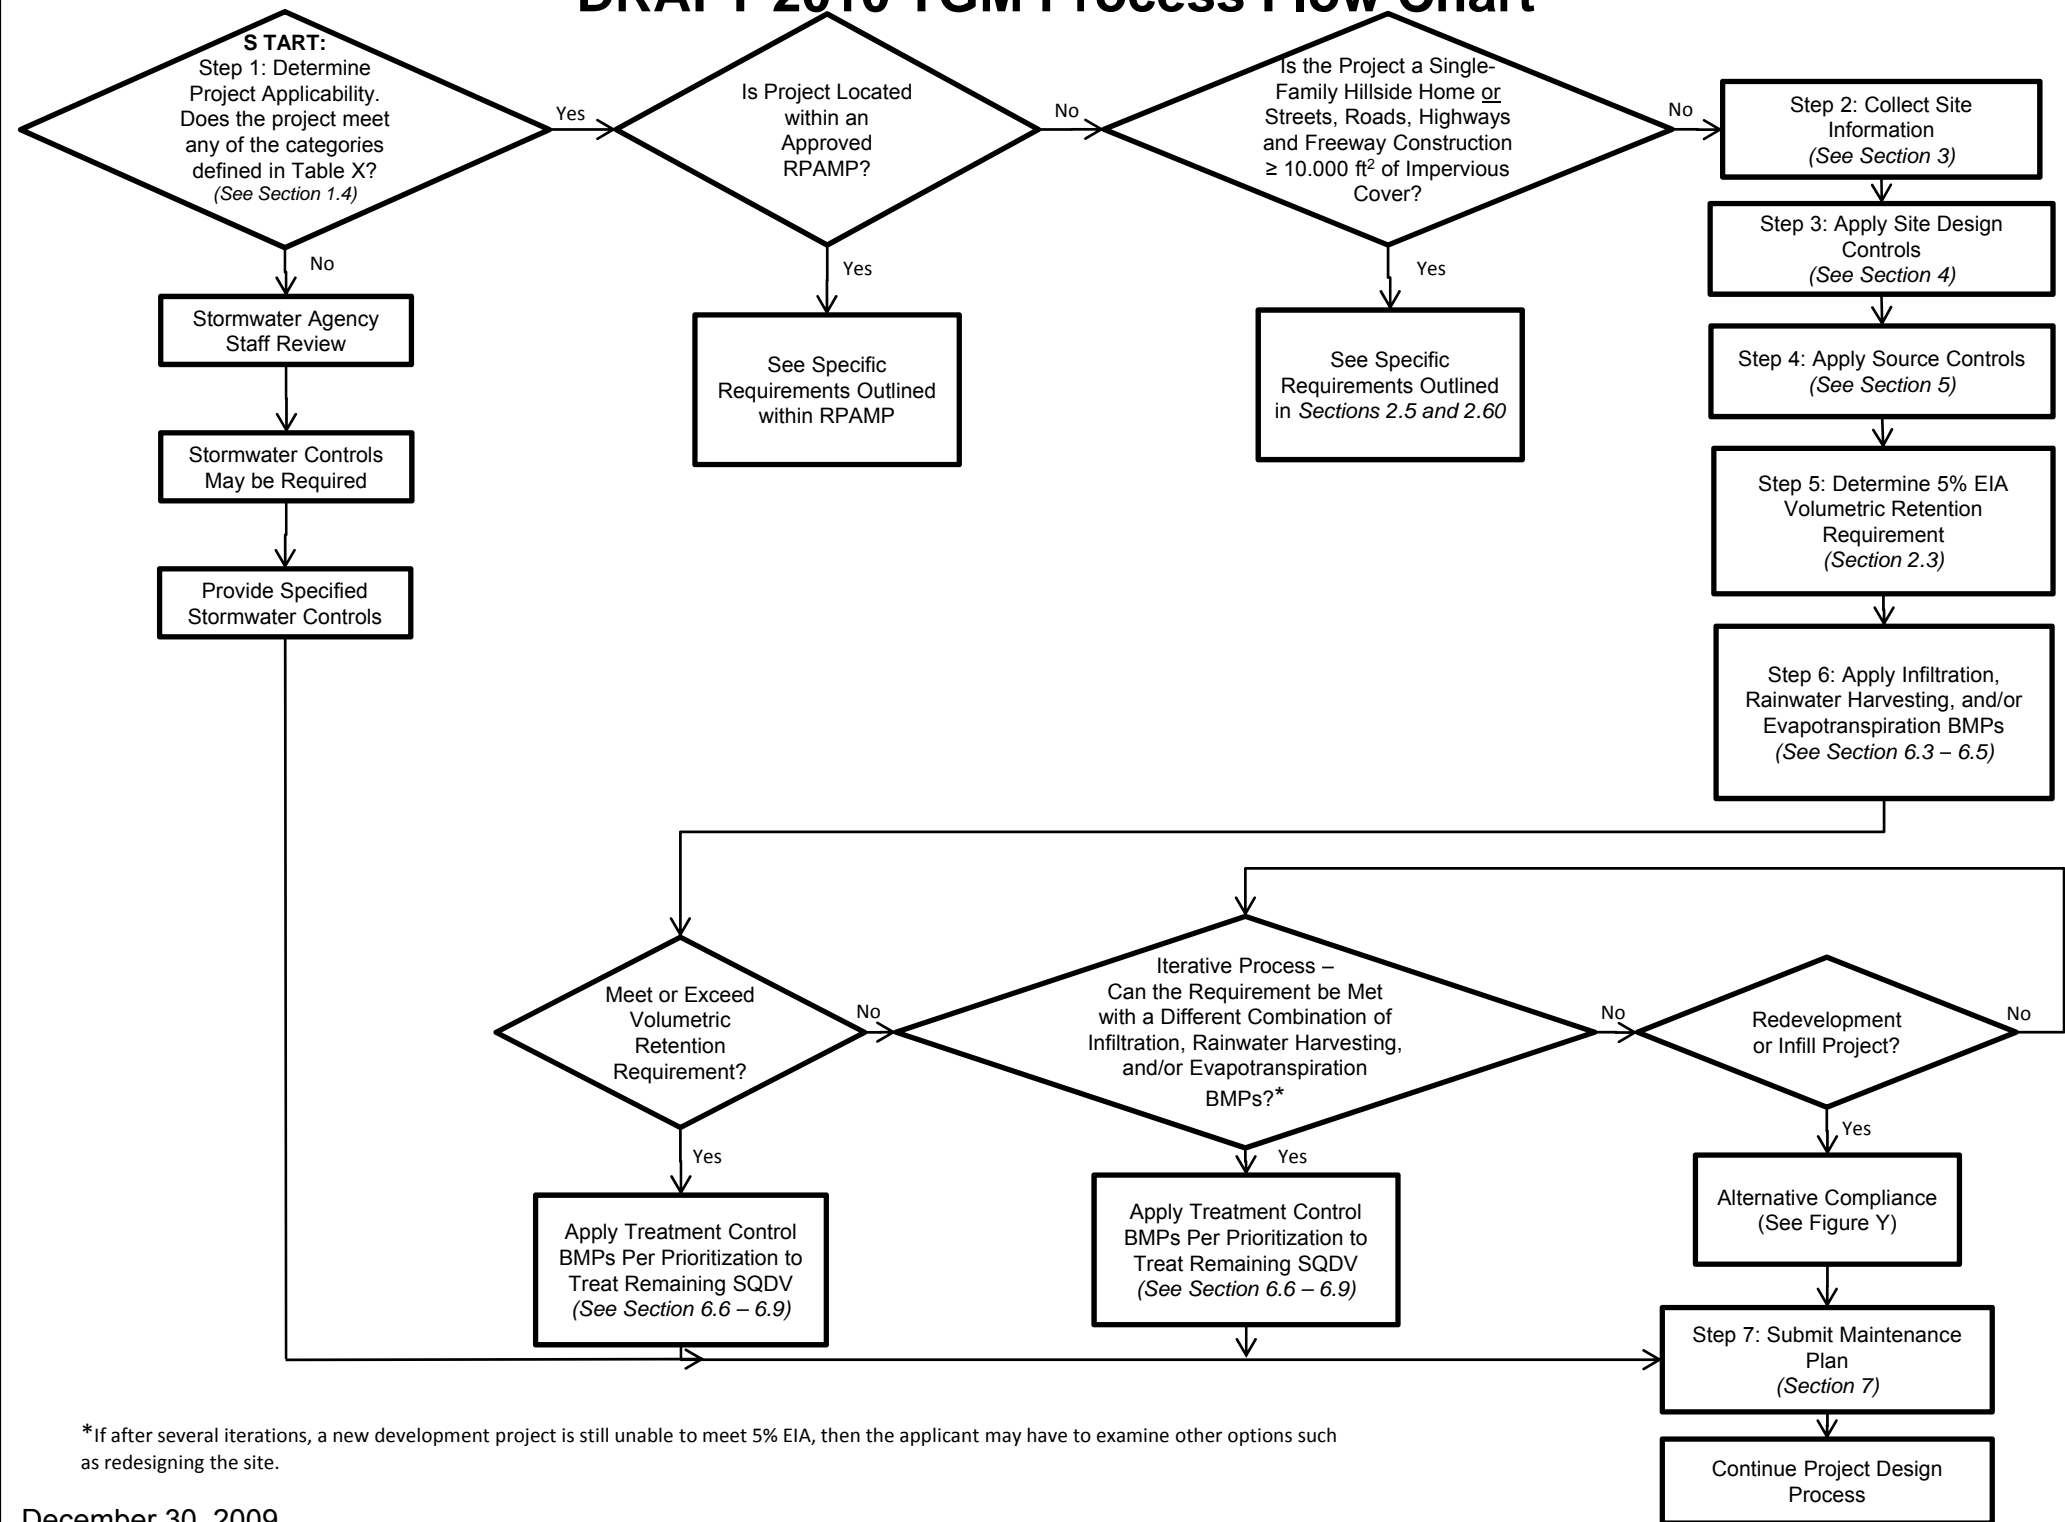 DRAFT 2010 TGM Process Flow Chart
S TART:
Step 1: Determine
Project Applicability.
Does the project meet
any of the categories
defined in Table X?
(See Section 1.4)
Yes
No
Is Project Located
within an
Approved
RPAMP?
No
Yes
Is the Project a Single-
Family Hillside Home or
Streets, Roads, Highways
and Freeway Construction
≥ 10.000 ft² of Impervious
Cover?
No
Yes
Step 2: Collect Site
Information
(See Section 3)
Step 3: Apply Site Design
Controls
(See Section 4)
Step 4: Apply Source Controls
(See Section 5)
Step 5: Determine 5% EIA
Volumetric Retention
Requirement
(Section 2.3)
Step 6: Apply Infiltration,
Rainwater Harvesting, and/or
Evapotranspiration BMPs
(See Section 6.3 – 6.5)
Stormwater Agency
Staff Review
Stormwater Controls
May be Required
Provide Specified
Stormwater Controls
See Specific
Requirements Outlined
within RPAMP
See Specific
Requirements Outlined
in Sections 2.5 and 2.60
Meet or Exceed
Volumetric
Retention
Requirement?
No
Yes
Iterative Process –
Can the Requirement be Met
with a Different Combination of
Infiltration, Rainwater Harvesting,
and/or Evapotranspiration
BMPs?*
No
Yes
Redevelopment
or Infill Project?
No
Yes
Apply Treatment Control
BMPs Per Prioritization to
Treat Remaining SQDV
(See Section 6.6 – 6.9)
Apply Treatment Control
BMPs Per Prioritization to
Treat Remaining SQDV
(See Section 6.6 – 6.9)
Alternative Compliance
(See Figure Y)
Step 7: Submit Maintenance
Plan
(Section 7)
Continue Project Design
Process
*If after several iterations, a new development project is still unable to meet 5% EIA, then the applicant may have to examine other options such
as redesigning the site.
December 30, 2009